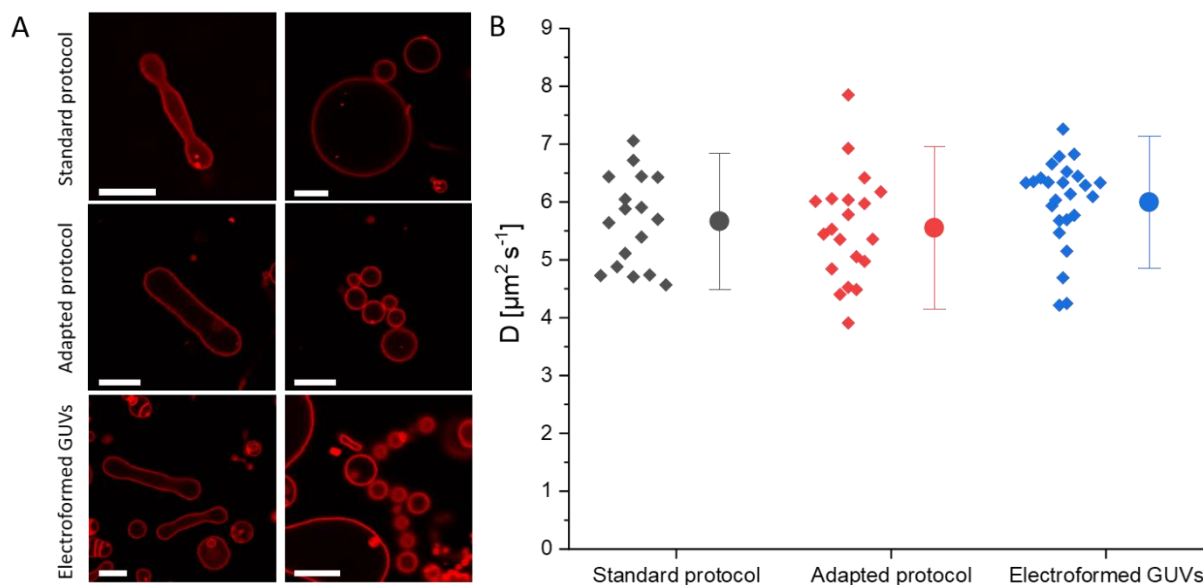 A
Standard protocol
Adapted protocol
Electroformed GUVs
B
D [µm² s⁻¹]
9
8
7
6
5
4
3
2
1
0
Standard protocol
Adapted protocol
Electroformed GUVs